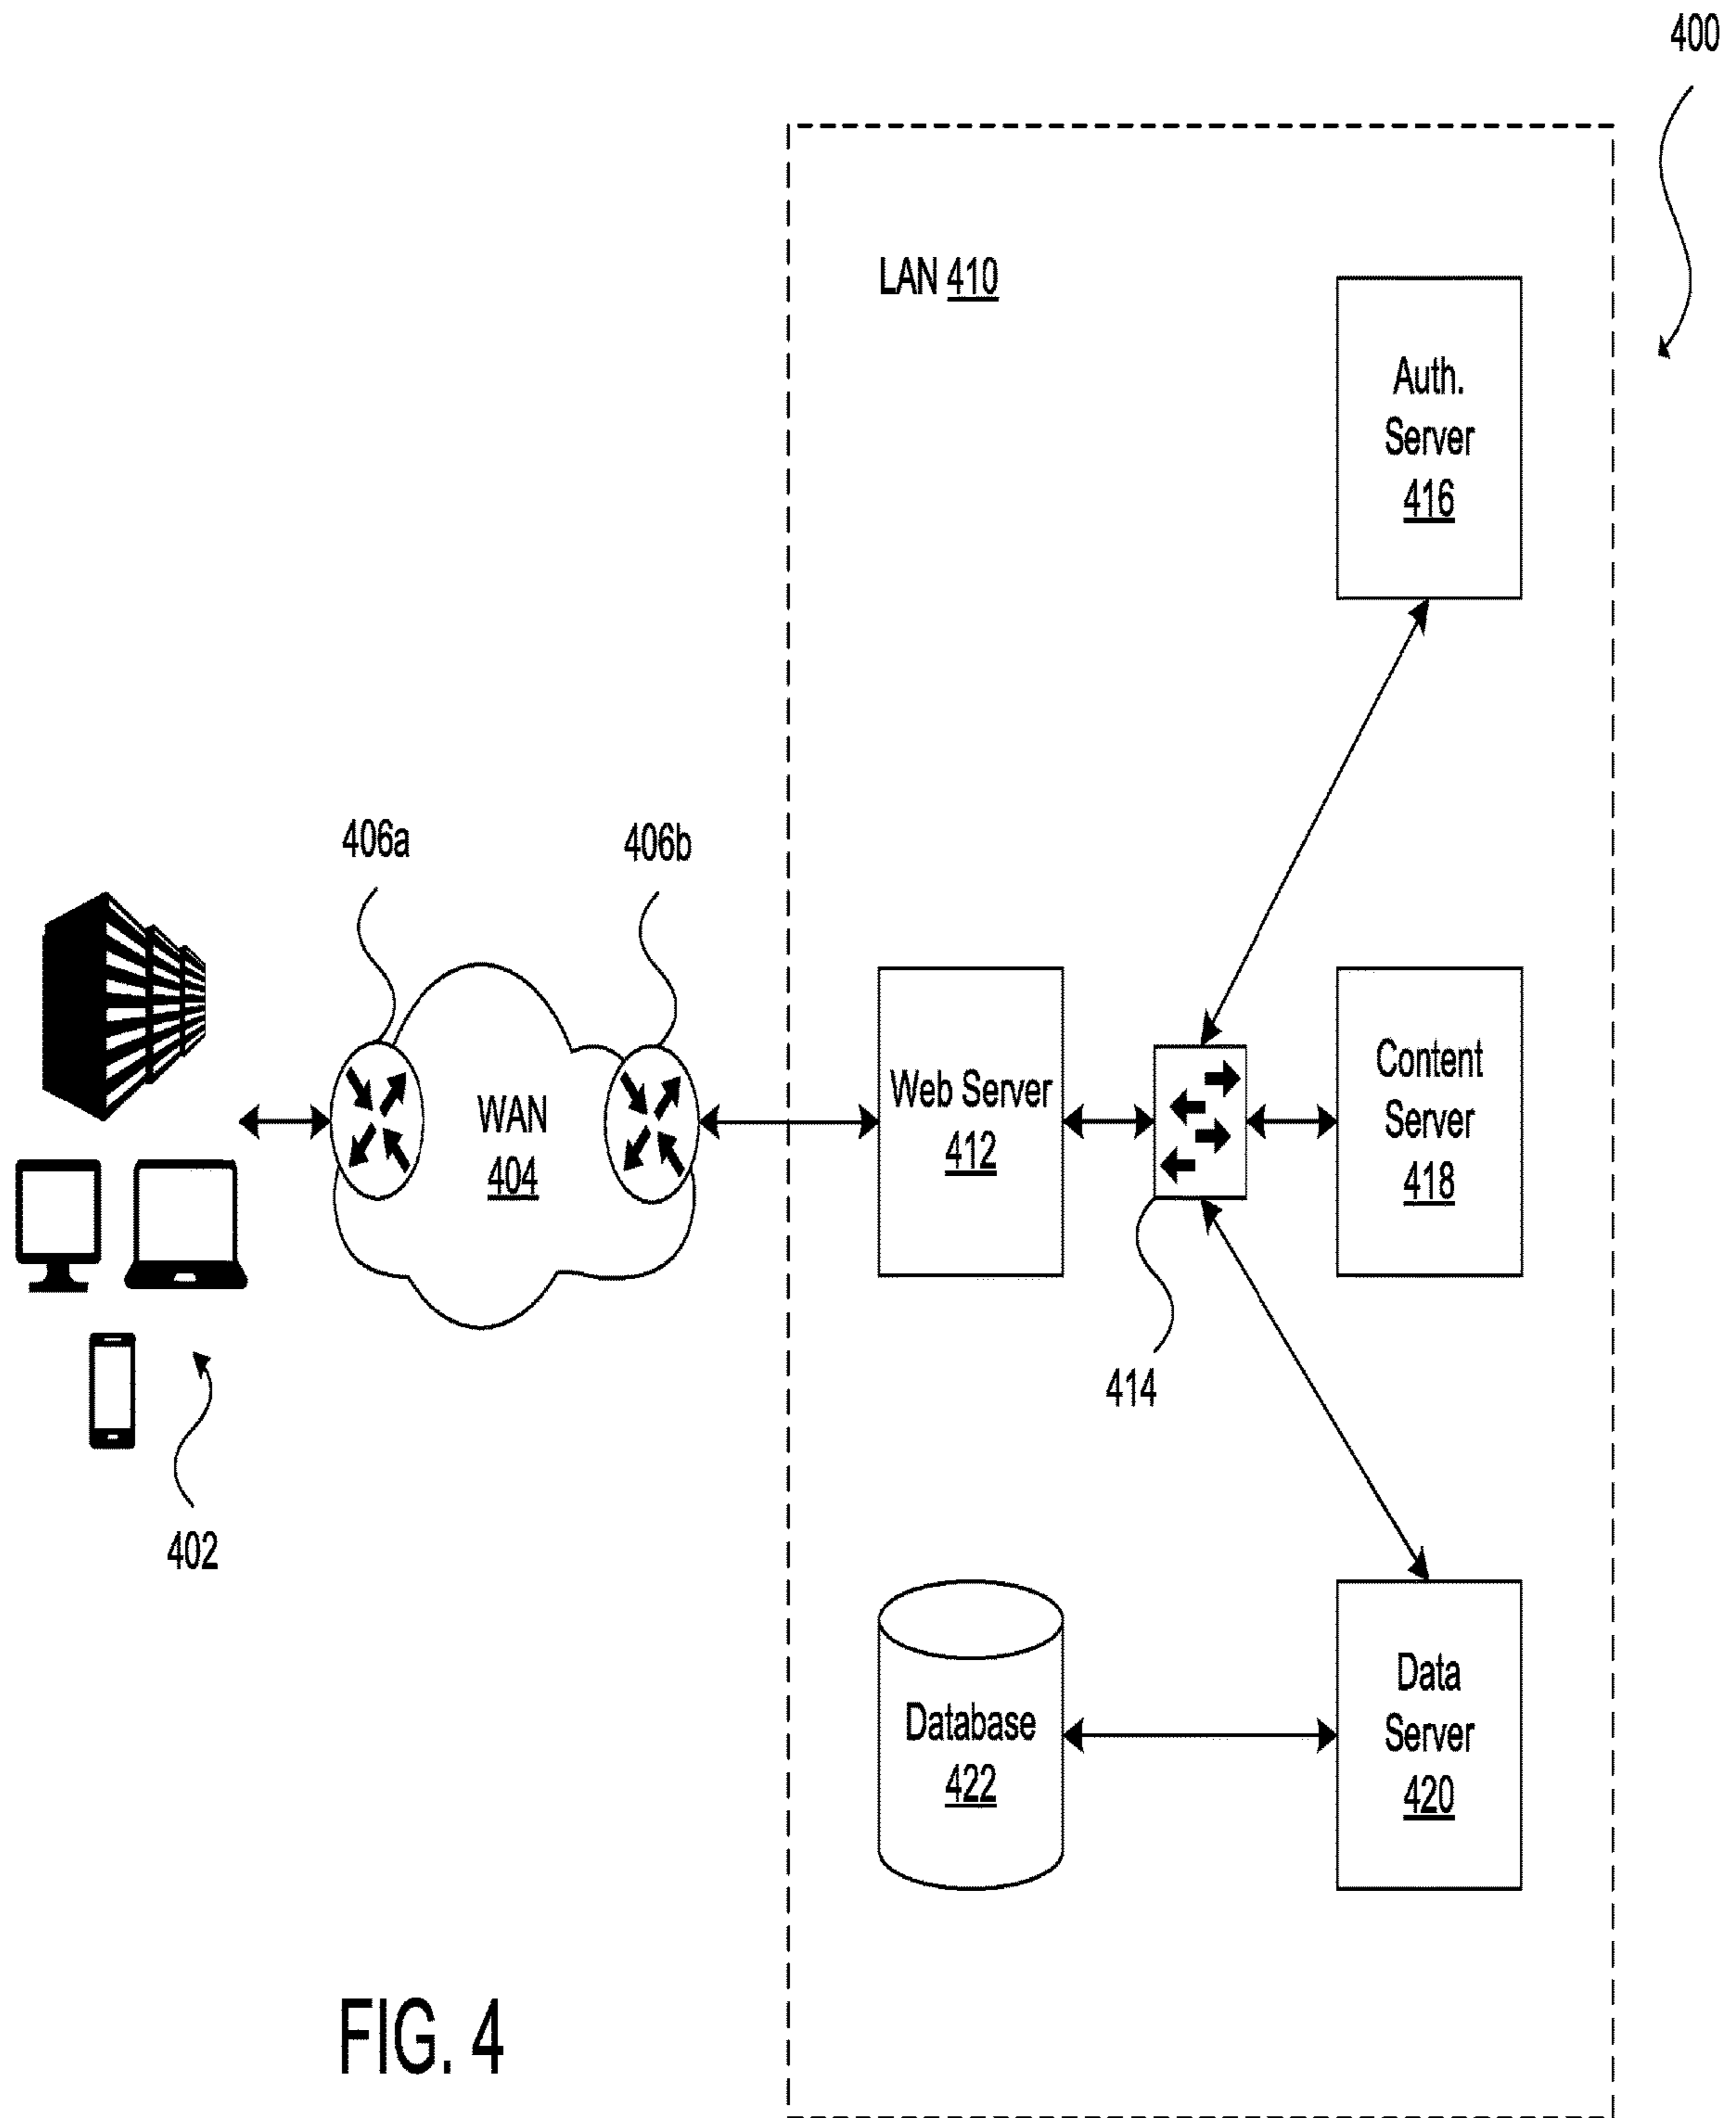 400
LAN 410
Auth.
Server
416
406a
406b
WAN
404
Web Server
412
Content
Server
418
414
402
Database
422
Data
Server
420
FIG. 4